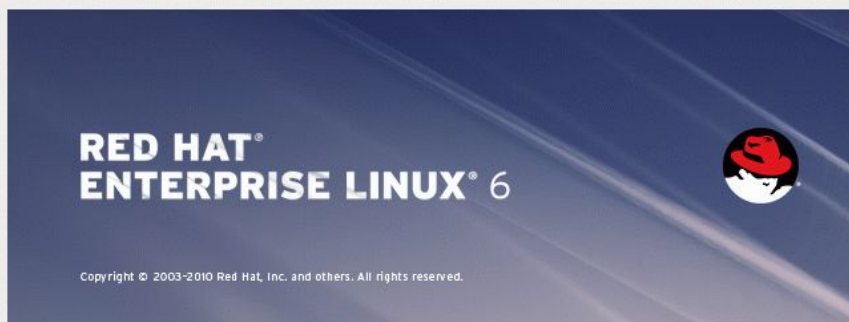 RED HAT®
ENTERPRISE LINUX® 6
Copyright © 2003-2010 Red Hat, Inc. and others. All rights reserved.